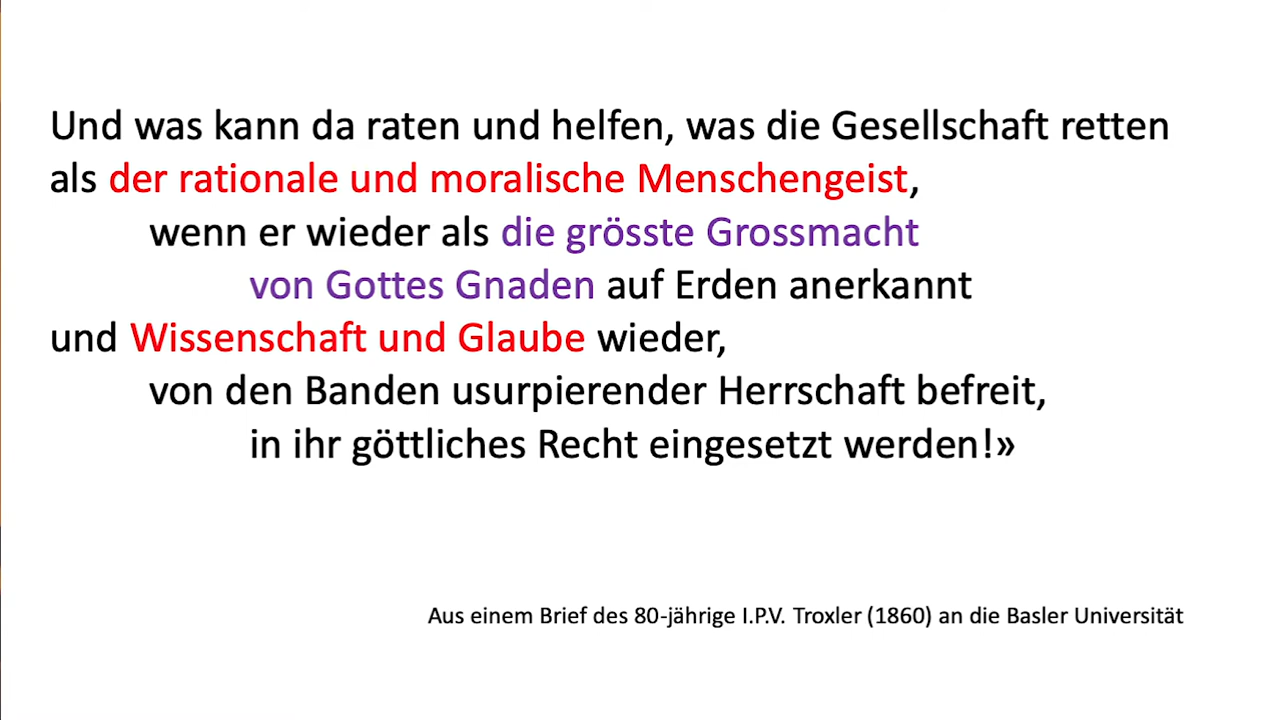 Und was kann da raten und helfen, was die Gesellschaft retten
als der rationale und moralische Menschengeist,
wenn er wieder als die grösste Grossmacht
von Gottes Gnaden auf Erden anerkannt
und Wissenschaft und Glaube wieder,
von den Banden usurpierender Herrschaft befreit,
in ihr göttliches Recht eingesetzt werden!»
Aus einem Brief des 80-jährige I.P.V. Troxler (1860) an die Basler Universität